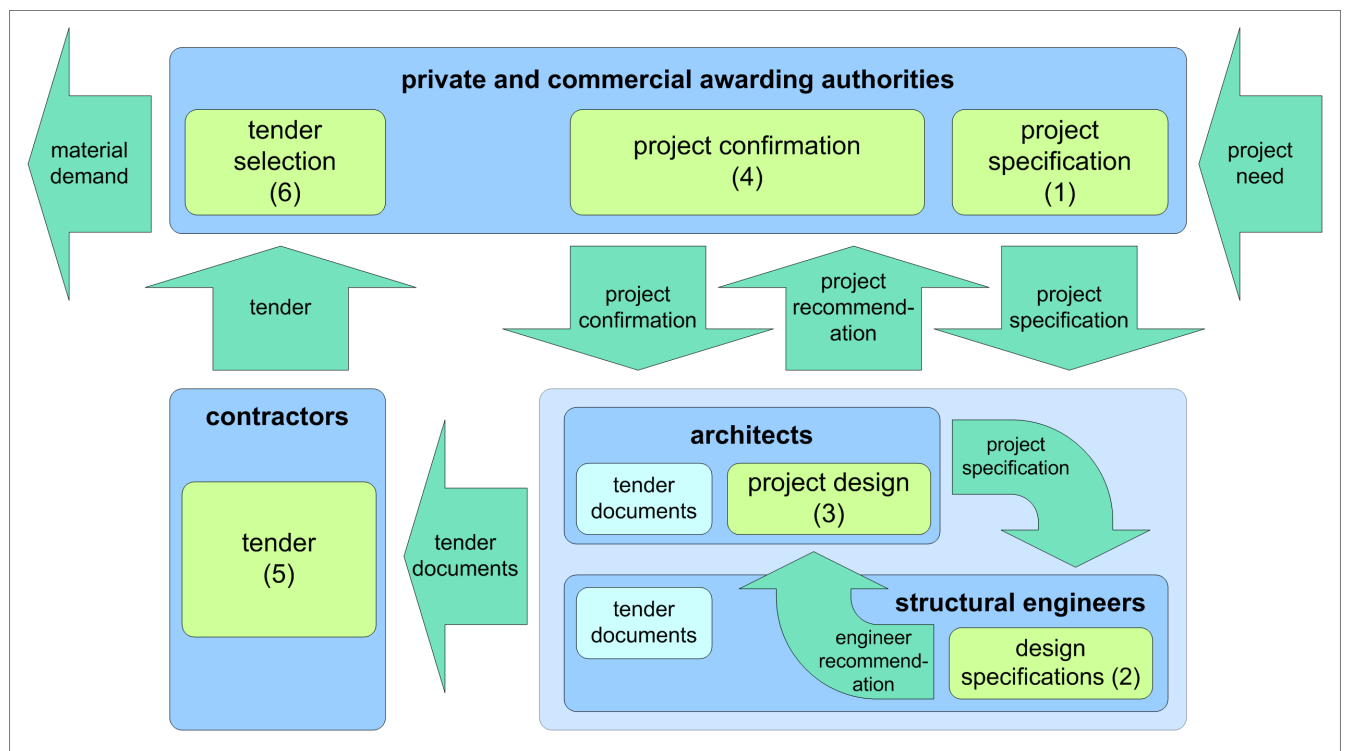 private and commercial awarding authorities
material
demand
tender
selection
(6)
project confirmation
(4)
project
specification
(1)
project
need
tender
project
confirmation
project
recommend-
ation
project
specification
contractors
tender
(5)
tender
documents
architects
tender
documents
project design
(3)
project
specification
structural engineers
tender
documents
engineer
recommend-
ation
design
specifications (2)